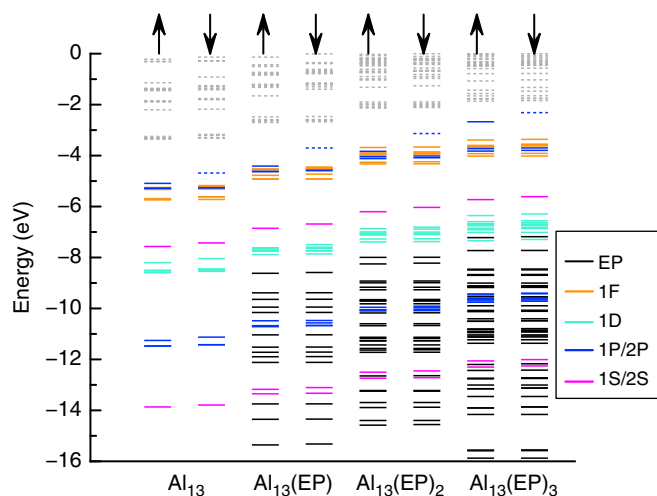 0
−2
−4
−6
−8
−10
−12
−14
−16
Energy (eV)
EP
1F
1D
1P/2P
1S/2S
Al₁₃
Al₁₃(EP)
Al₁₃(EP)₂
Al₁₃(EP)₃